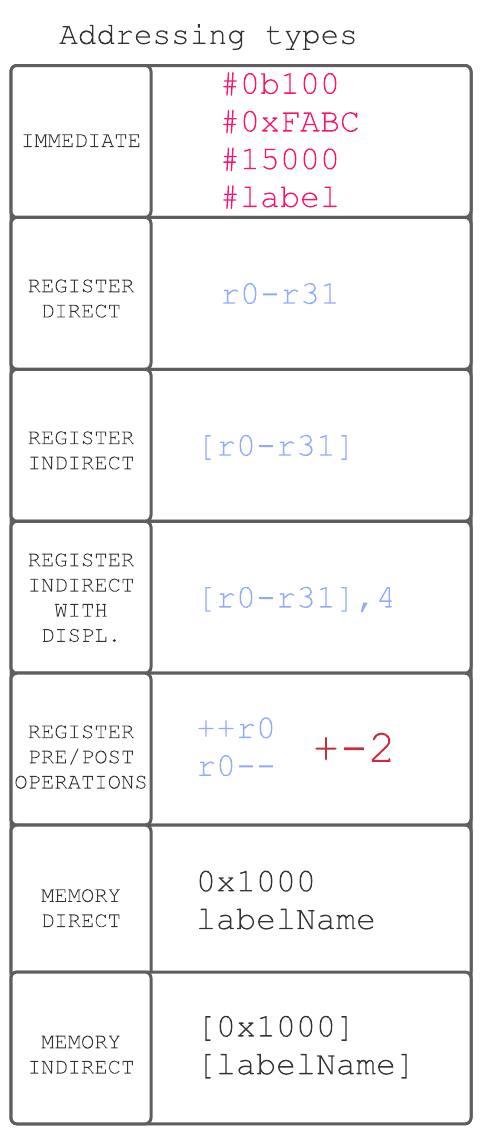 Addressing types
IMMEDIATE
#0b100
#0xFABC
#15000
#label
REGISTER
DIRECT
r0-r31
REGISTER
INDIRECT
[r0-r31]
REGISTER
INDIRECT
WITH
DISPL.
[r0-r31],4
REGISTER
PRE/POST
OPERATIONS
++r0
r0--
+-2
MEMORY
DIRECT
0x1000
labelName
MEMORY
INDIRECT
[0x1000]
[labelName]